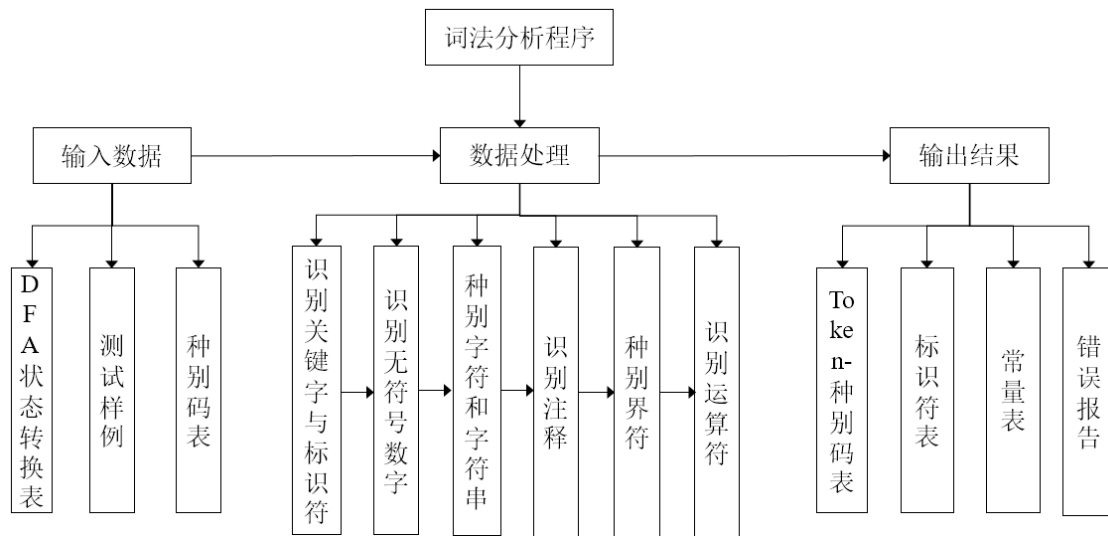 词法分析程序
输入数据
数据处理
输出结果
DFA状态转换表
测试样例
种别码表
识别关键字与标识符
识别无符号数字
种别字符和字符串
识别注释
种别界符
识别运算符
Token-种别码表
标识符表
常量表
错误报告